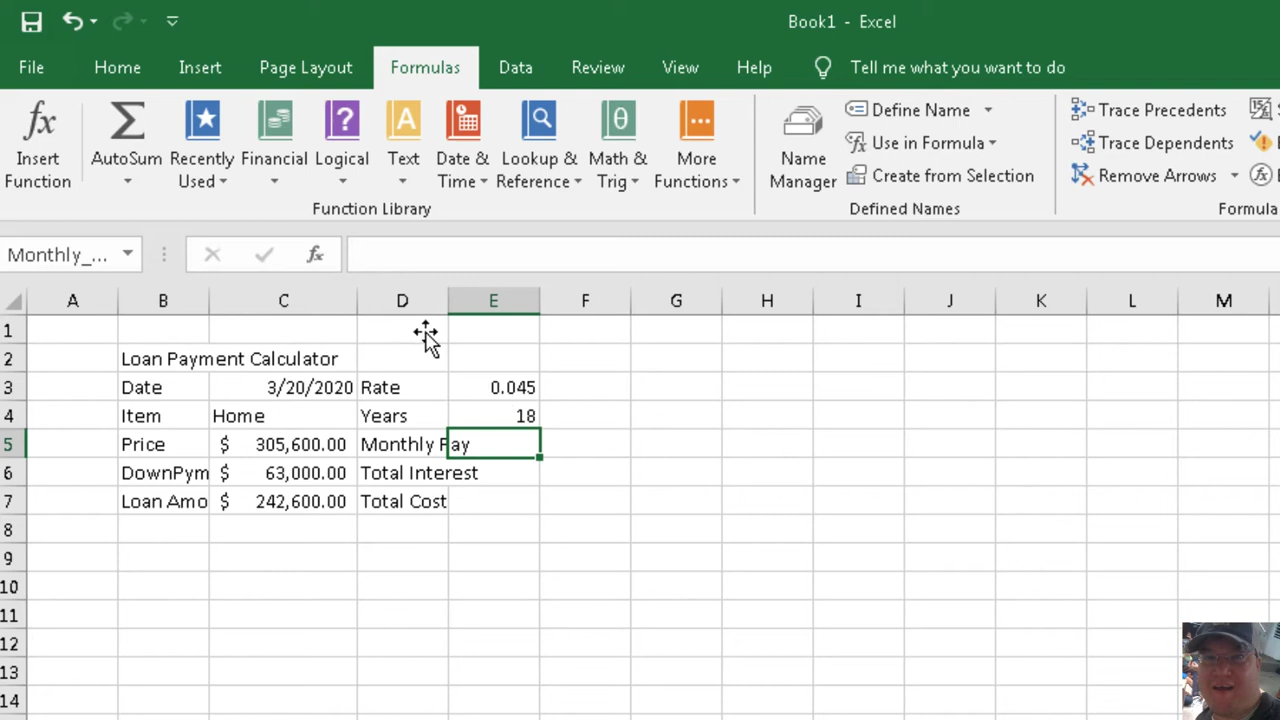 Book1 - Excel
File Home Insert Page Layout Formulas Data Review View Help Tell me what you want to do
fx Σ ? A θ
Insert Function
AutoSum
Recently Used
Financial
Logical
Text
Date & Time
Lookup & Reference
Math & Trig
More Functions
Function Library
Name Manager
Define Name
Use in Formula
Create from Selection
Defined Names
Trace Precedents
Trace Dependents
Remove Arrows
Formula
Monthly_... fx
A B C D E F G H I J K L M
1
2 Loan Payment Calculator
3 Date 3/20/2020 Rate 0.045
4 Item Home Years 18
5 Price $ 305,600.00 Monthly Pay
6 DownPym $ 63,000.00 Total Interest
7 Loan Amo $ 242,600.00 Total Cost
8
9
10
11
12
13
14